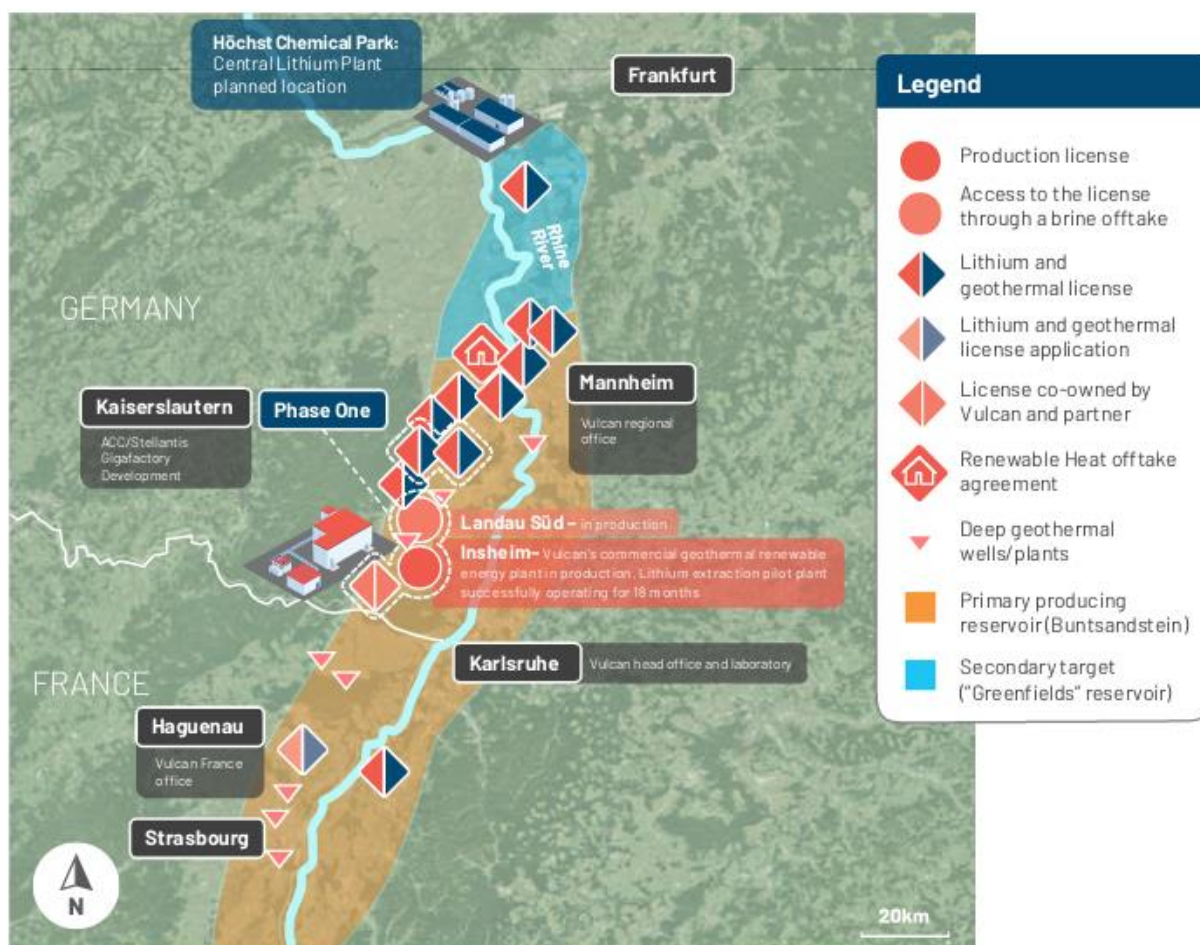 Höchst Chemical Park:
Central Lithium Plant
planned location
Frankfurt
Rhine
River
GERMANY
Mannheim
Vulcan regional
office
Kaiserslautern
ACC/Stellantis
Gigafactory
Development
Phase One
Landau Süd – in production
Insheim– Vulcan's commercial geothermal renewable
energy plant in production. Lithium extraction pilot plant
successfully operating for 18 months
Karlsruhe
Vulcan head office and laboratory
FRANCE
Haguenau
Vulcan France
office
Strasbourg
N
20km
Legend
Production license
Access to the license
through a brine offtake
Lithium and
geothermal license
Lithium and geothermal
license application
License co-owned by
Vulcan and partner
Renewable Heat offtake
agreement
Deep geothermal
wells/plants
Primary producing
reservoir (Buntsandstein)
Secondary target
("Greenfields" reservoir)